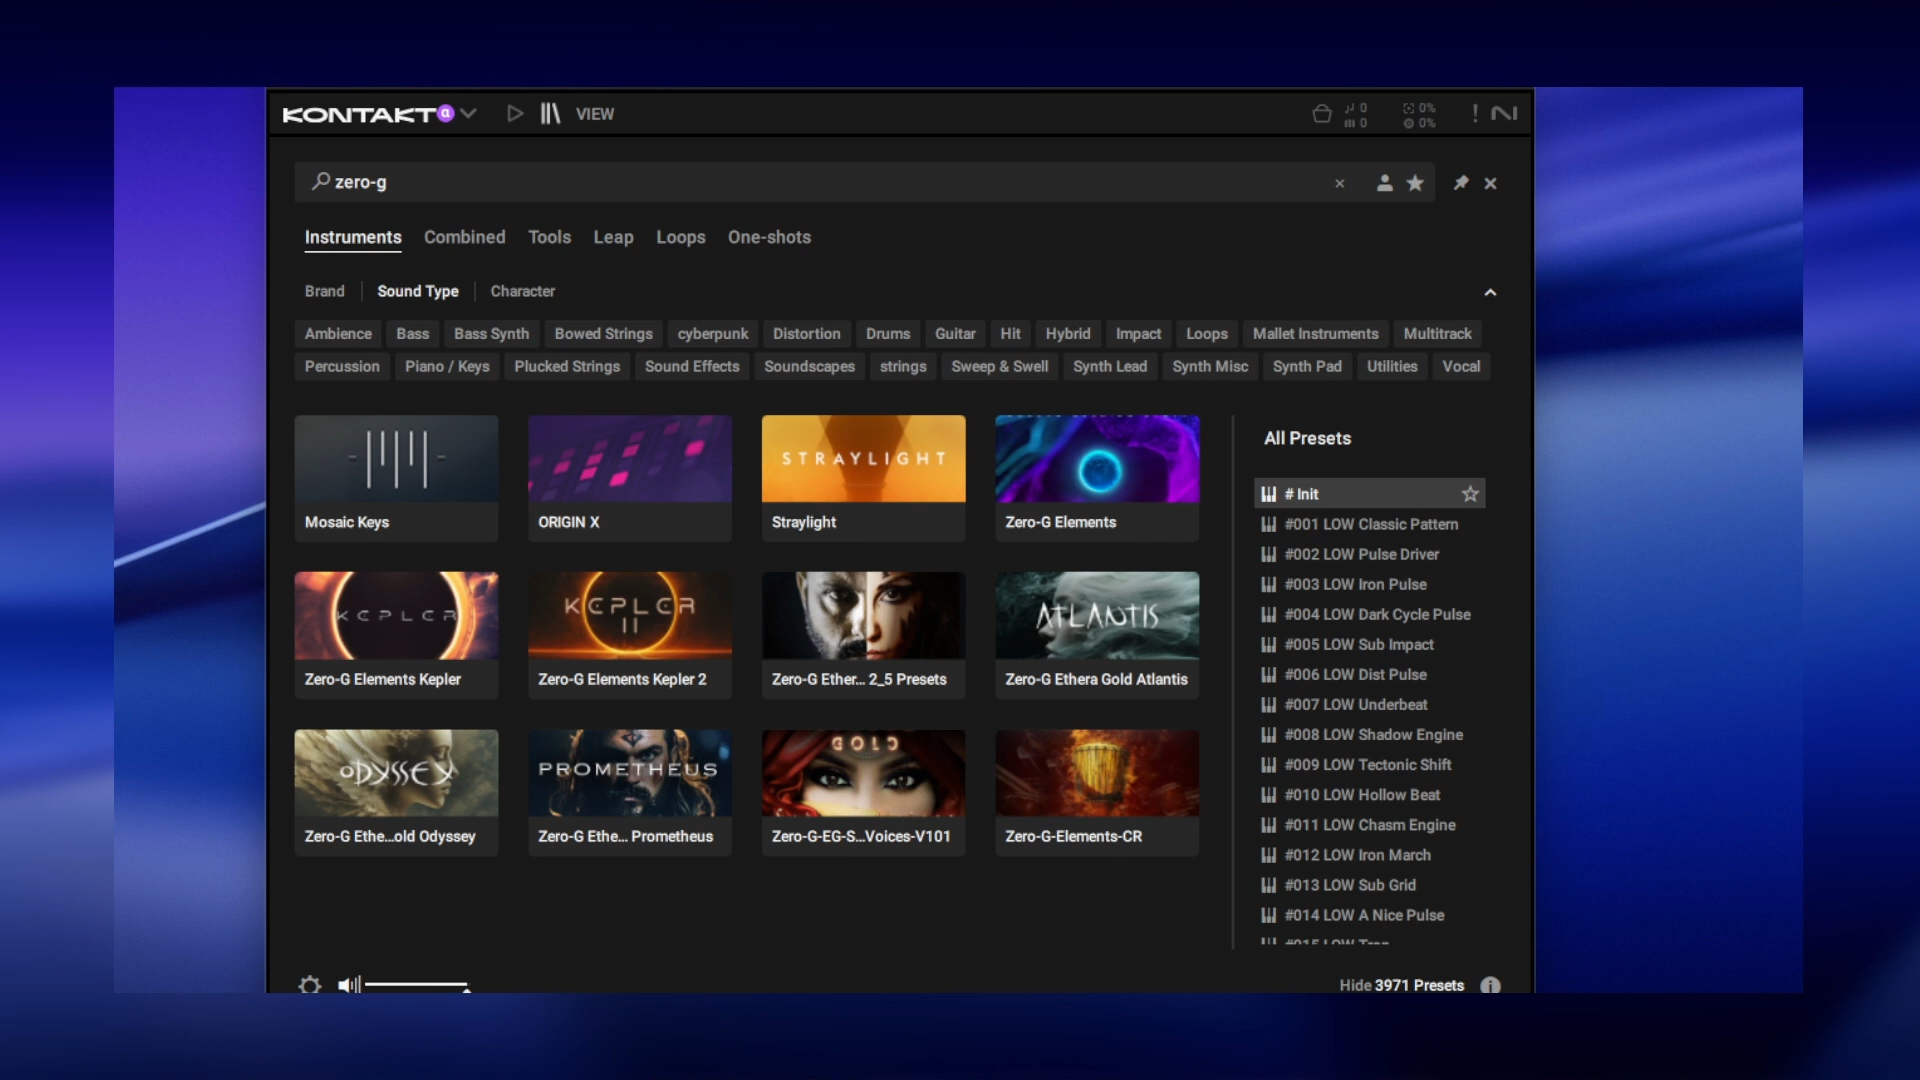 KONTAKT a VIEW 0 0 0% 0% !
zero-g
Instruments Combined Tools Leap Loops One-shots
Brand Sound Type Character
Ambience Bass Bass Synth Bowed Strings cyberpunk Distortion Drums Guitar Hit Hybrid Impact Loops Mallet Instruments Multitrack
Percussion Piano / Keys Plucked Strings Sound Effects Soundscapes strings Sweep & Swell Synth Lead Synth Misc Synth Pad Utilities Vocal
STRAYLIGHT
Mosaic Keys ORIGIN X Straylight Zero-G Elements
KEPLER KEPLER II ATLANTIS
Zero-G Elements Kepler Zero-G Elements Kepler 2 Zero-G Ether... 2_5 Presets Zero-G Ethera Gold Atlantis
ODYSSEY PROMETHEUS GOLD
Zero-G Ethe...old Odyssey Zero-G Ethe... Prometheus Zero-G-EG-S...Voices-V101 Zero-G-Elements-CR
All Presets
# Init
#001 LOW Classic Pattern
#002 LOW Pulse Driver
#003 LOW Iron Pulse
#004 LOW Dark Cycle Pulse
#005 LOW Sub Impact
#006 LOW Dist Pulse
#007 LOW Underbeat
#008 LOW Shadow Engine
#009 LOW Tectonic Shift
#010 LOW Hollow Beat
#011 LOW Chasm Engine
#012 LOW Iron March
#013 LOW Sub Grid
#014 LOW A Nice Pulse
#015 LOW
Hide 3971 Presets